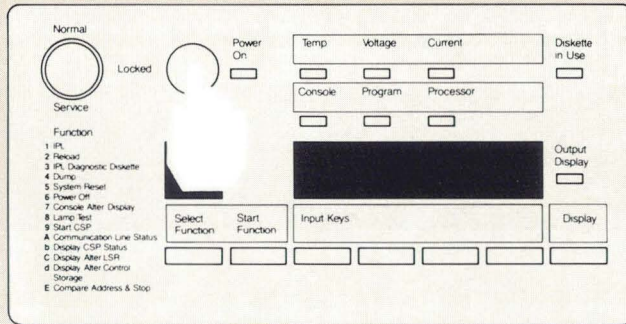 Normal
Locked
Service
Power
On
Temp Voltage Current
Diskette
in Use
Console Program Processor
Function
1 IPL
2 Reload
3 IPL Diagnostic Diskette
4 Dump
5 System Reset
6 Power Off
7 Console After Display
8 Lamp Test
9 Start CSP
A Communication Line Status
b Display CSP Status
C Display After LSR
d Display After Control
Storage
E Compare Address & Stop
Output
Display
Select
Function
Start
Function
Input Keys
Display